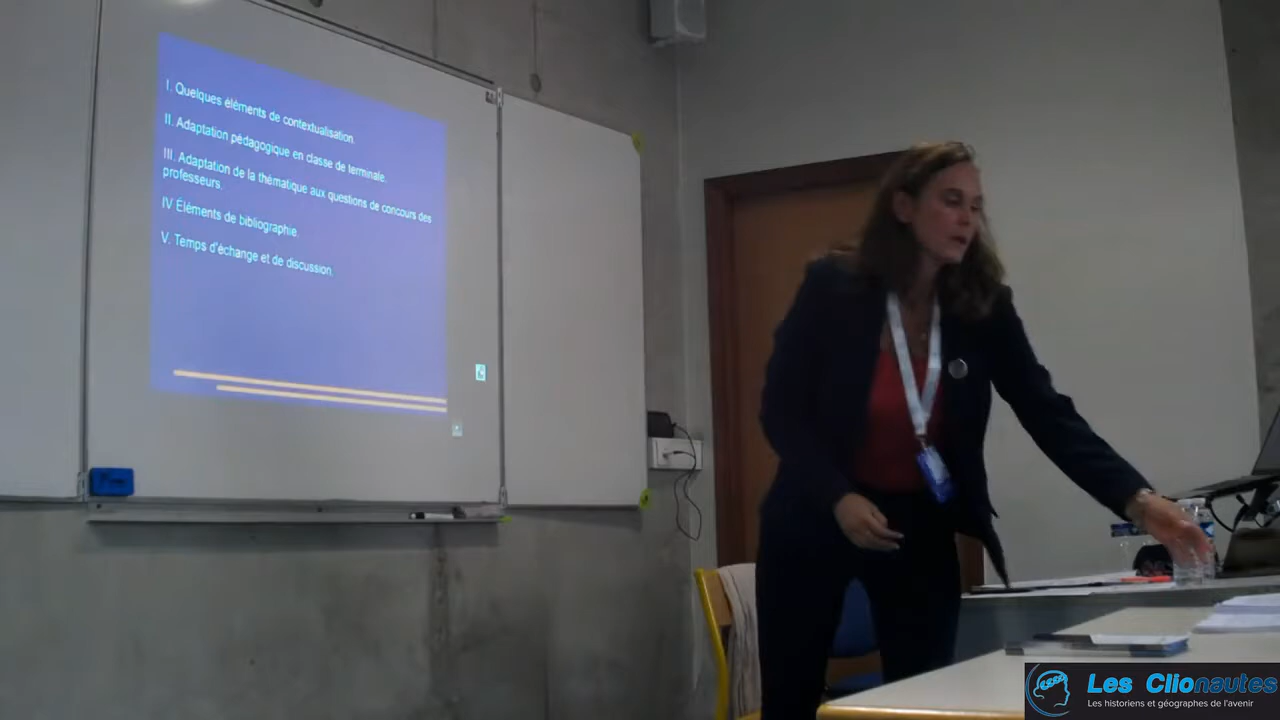 I. Quelques éléments de contextualisation.
II. Adaptation pédagogique en classe de terminale.
III. Adaptation de la thématique aux questions de concours des
professeurs.
IV Éléments de bibliographie.
V. Temps d'échange et de discussion.
Les Clionautes
Les historiens et géographes de l'avenir